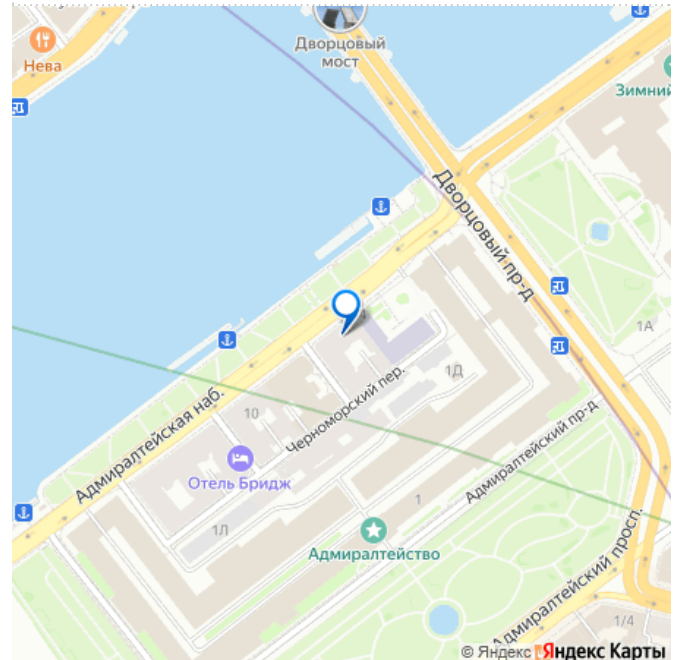 Дворцовый
мост
Нева
Зимний
Дворцовый пр-д
1А
1Д
Черноморский пер.
Адмиралтейская наб.
10
Отель Бридж
Адмиралтейский пр-д
1
1Л
Адмиралтейство
Адмиралтейский просп.
1/4
© Яндекс Яндекс Карты